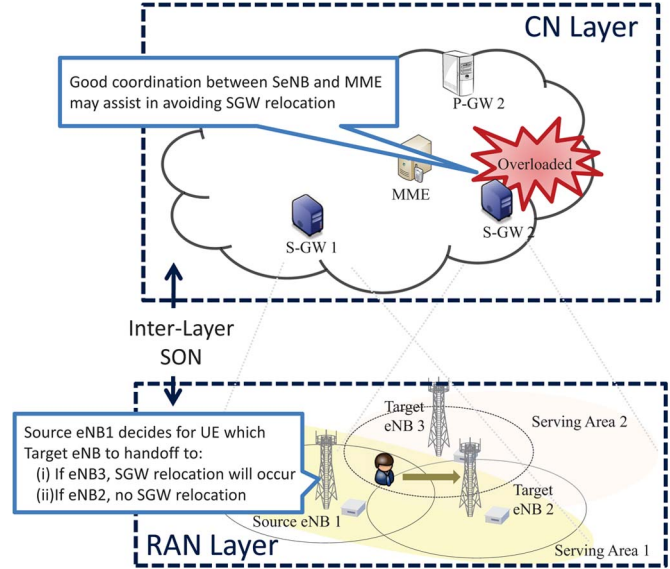 CN Layer
Good coordination between SeNB and MME
may assist in avoiding SGW relocation
P-GW 2
Overloaded
MME
S-GW 1
S-GW 2
Inter-Layer
SON
Source eNB1 decides for UE which
Target eNB to handoff to:
(i) If eNB3, SGW relocation will occur
(ii)If eNB2, no SGW relocation
Target
eNB 3
Serving Area 2
Target
eNB 2
Source eNB 1
Serving Area 1
RAN Layer